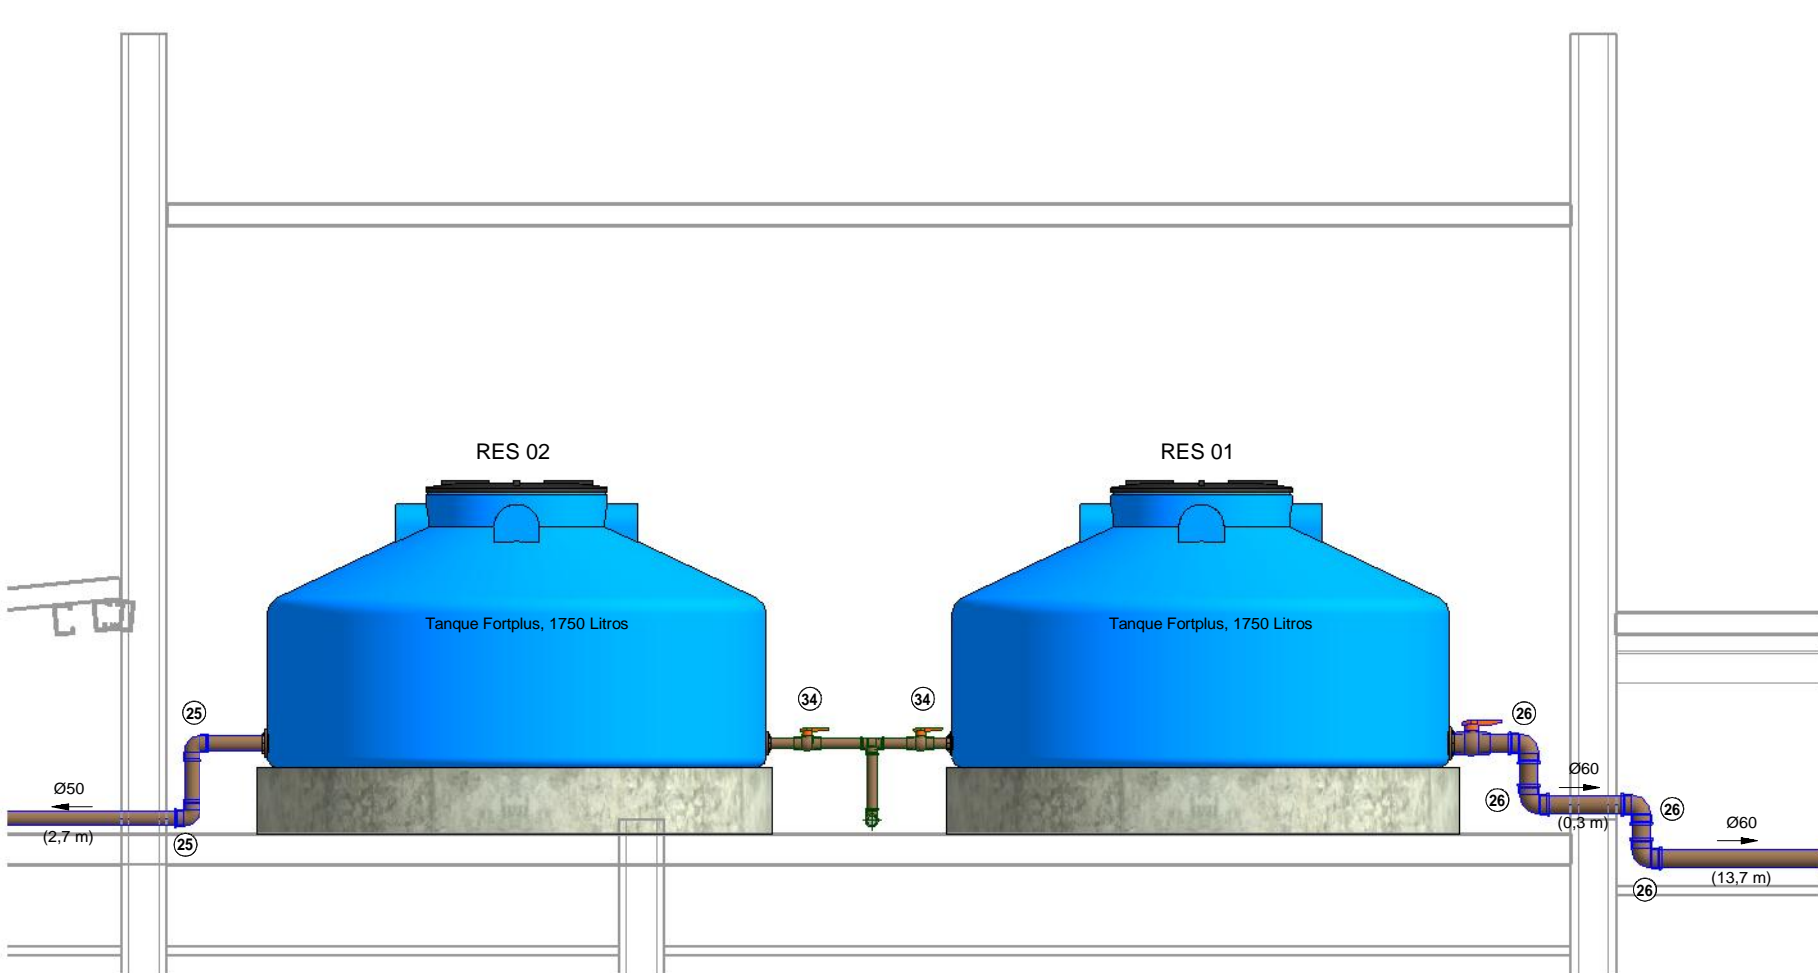 RES 02
RES 01
Tanque Fortplus, 1750 Litros
Tanque Fortplus, 1750 Litros
34
34
25
26
Ø60
Ø50
26
26
(0,3 m)
Ø60
(2,7 m)
25
(13,7 m)
26